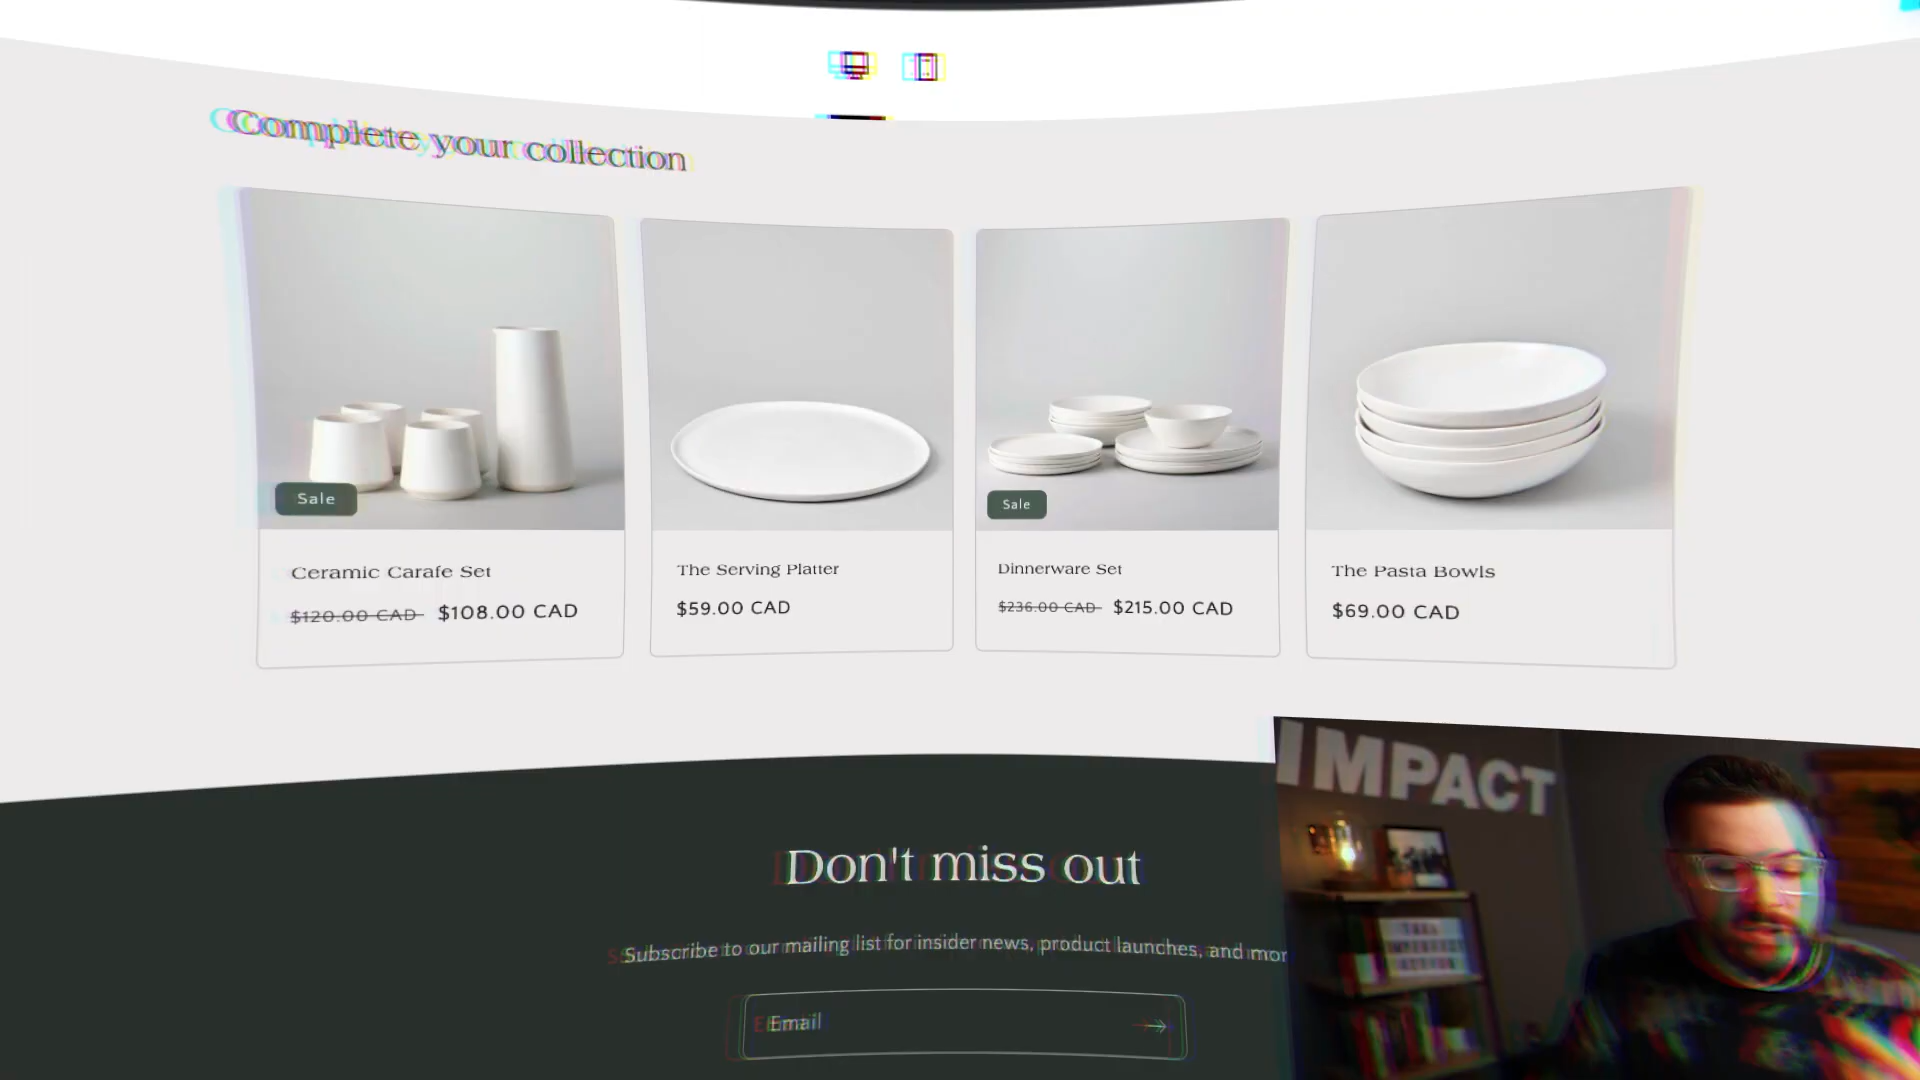 Complete your collection
Sale
Sale
Ceramic Carafe Set
The Serving Platter
Dinnerware Set
The Pasta Bowls
$120.00 CAD $108.00 CAD
$59.00 CAD
$236.00 CAD $215.00 CAD
$69.00 CAD
IMPACT
Don't miss out
Subscribe to our mailing list for insider news, product launches, and mor
Email